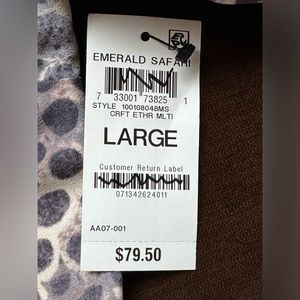 EMERALD SAFARI
7 33001 73825 1
STYLE 100108048MS
CRFT ETHR MLTI
LARGE
Customer Return Label
071342624011
AA07-001
$79.50